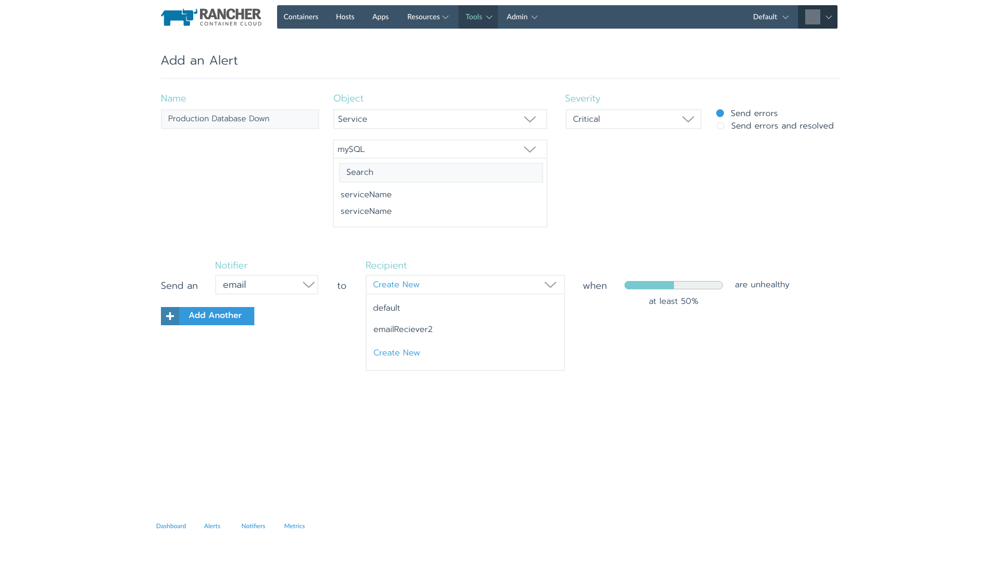 RANCHER
CONTAINER CLOUD
Containers Hosts Apps Resources Tools Admin Default
Add an Alert
Name Object Severity
Production Database Down Service Critical Send errors
Send errors and resolved
mySQL
Search
serviceName
serviceName
Notifier Recipient
Send an email to Create New when are unhealthy
at least 50%
default
Add Another
emailReciever2
Create New
Dashboard Alerts Notifiers Metrics